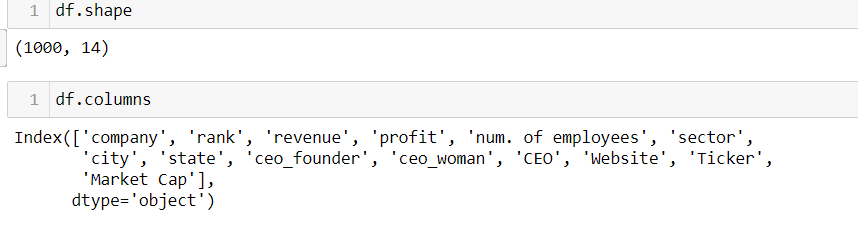 1 df.shape
(1000, 14)
1 df.columns
Index(['company', 'rank', 'revenue', 'profit', 'num. of employees', 'sector',
'city', 'state', 'ceo_founder', 'ceo_woman', 'CEO', 'Website', 'Ticker',
'Market Cap'],
dtype='object')